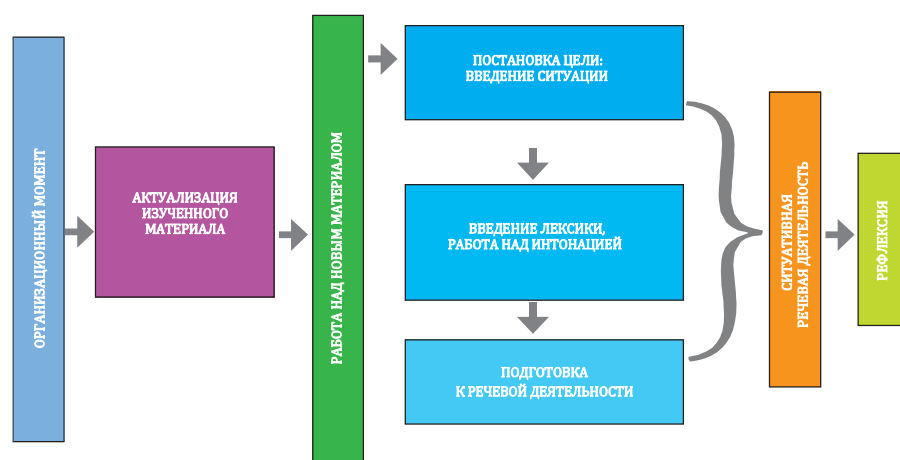 ОРГАНИЗАЦИОННЫЙ МОМЕНТ
АКТУАЛИЗАЦИЯ
ИЗУЧЕННОГО
МАТЕРИАЛА
РАБОТА НАД НОВЫМ МАТЕРИАЛОМ
ПОСТАНОВКА ЦЕЛИ:
ВВЕДЕНИЕ СИТУАЦИИ
ВВЕДЕНИЕ ЛЕКСИКИ,
РАБОТА НАД ИНТОНАЦИЕЙ
ПОДГОТОВКА
К РЕЧЕВОЙ ДЕЯТЕЛЬНОСТИ
СИТУАТИВНАЯ
РЕЧЕВАЯ ДЕЯТЕЛЬНОСТЬ
РЕФЛЕКСИЯ